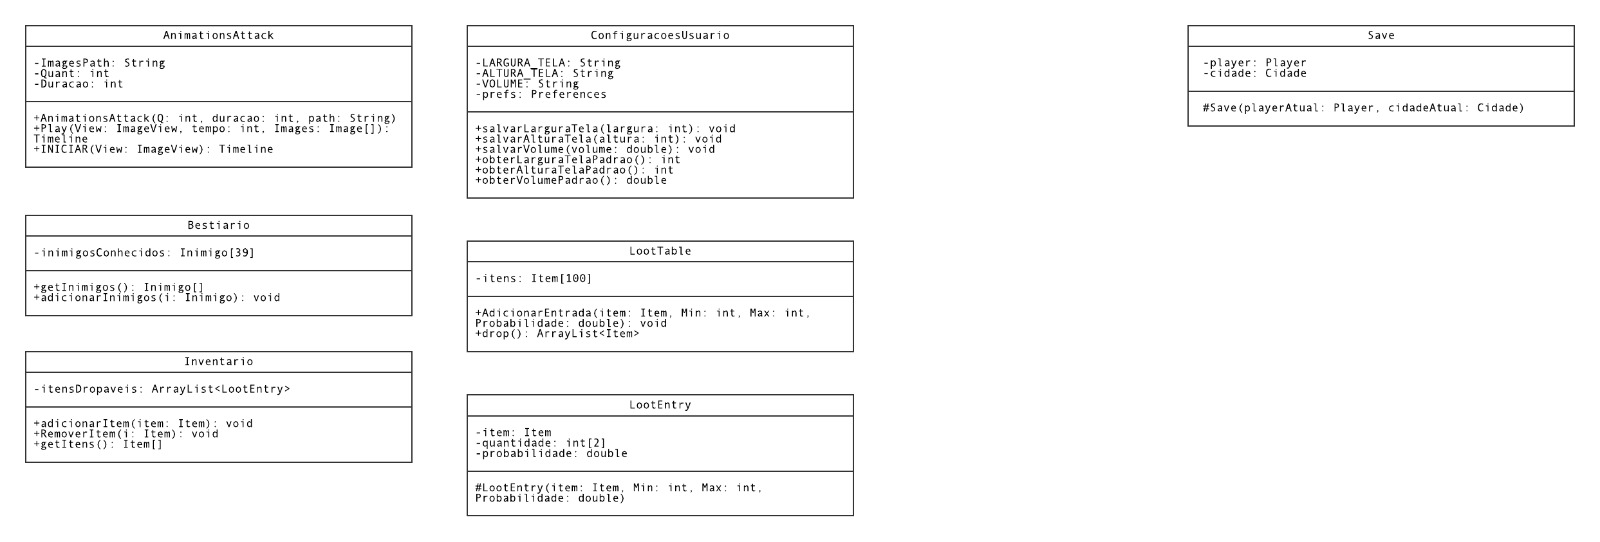 AnimationsAttack
-ImagesPath: String
-Quant: int
-Duracao: int
+AnimationsAttack(Q: int, duracao: int, path: String)
+Play(View: ImageView, tempo: int, Images: Image[]):
Timeline
+INICIAR(View: ImageView): Timeline
Bestiario
-inimigosConhecidos: Inimigo[39]
+getInimigos(): Inimigo[]
+adicionarInimigos(i: Inimigo): void
Inventario
-itensDropaveis: ArrayList<LootEntry>
+adicionarItem(item: Item): void
+RemoverItem(i: Item): void
+getItens(): Item[]
ConfiguracoesUsuario
-LARGURA_TELA: String
-ALTURA_TELA: String
-VOLUME: String
-prefs: Preferences
+salvarLarguraTela(largura: int): void
+salvarAlturaTela(altura: int): void
+salvarVolume(volume: double): void
+obterLarguraTelaPadrao(): int
+obterAlturaTelaPadrao(): int
+obterVolumePadrao(): double
LootTable
-itens: Item[100]
+AdicionarEntrada(item: Item, Min: int, Max: int,
Probabilidade: double): void
+drop(): ArrayList<Item>
LootEntry
-item: Item
-quantidade: int[2]
-probabilidade: double
#LootEntry(item: Item, Min: int, Max: int,
Probabilidade: double)
Save
-player: Player
-cidade: Cidade
#Save(playerAtual: Player, cidadeAtual: Cidade)